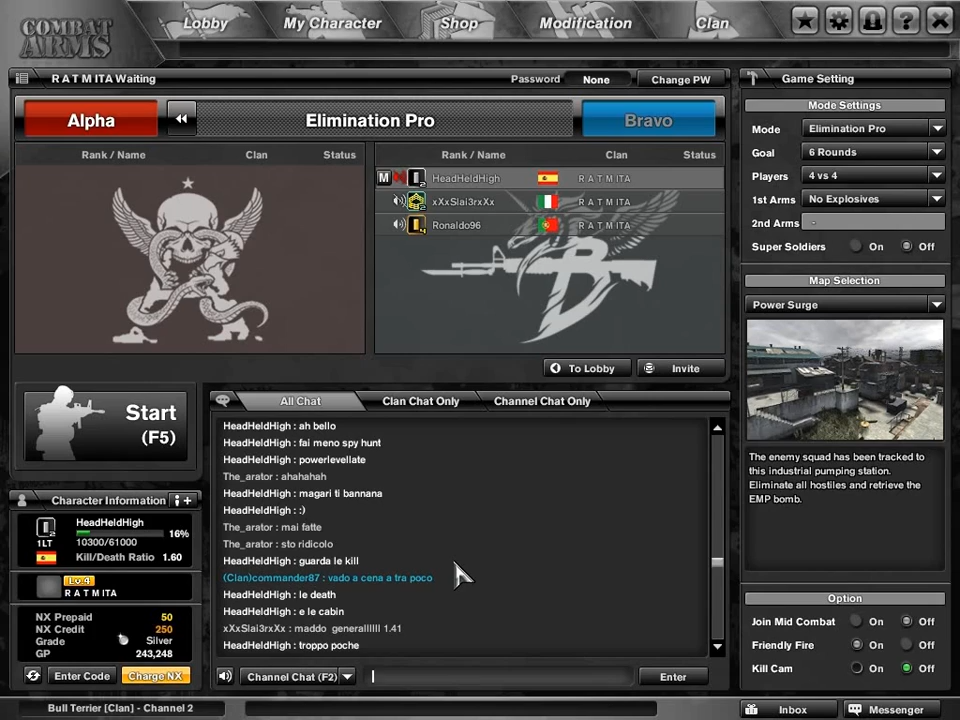 COMBAT ARMS
Lobby
My Character
Shop
Modification
Clan
R A T M ITA Waiting
Password
None
Change PW
Game Setting
Alpha
Elimination Pro
Bravo
Rank / Name Clan Status
Rank / Name Clan Status
M HeadHeldHigh R A T M ITA
xXxSlai3rxXx R A T M ITA
Ronaldo96 R A T M ITA
To Lobby
Invite
Mode Settings
Mode Elimination Pro
Goal 6 Rounds
Players 4 vs 4
1st Arms No Explosives
2nd Arms -
Super Soldiers On Off
Map Selection
Power Surge
The enemy squad has been tracked to
this industrial pumping station.
Eliminate all hostiles and retrieve the
EMP bomb.
Option
Join Mid Combat On Off
Friendly Fire On Off
Kill Cam On Off
Start
(F5)
All Chat
Clan Chat Only
Channel Chat Only
HeadHeldHigh : ah bello
HeadHeldHigh : fai meno spy hunt
HeadHeldHigh : powerlevellate
The_arator : ahahahah
HeadHeldHigh : magari ti bannana
HeadHeldHigh : :)
The_arator : mai fatte
The_arator : sto ridicolo
HeadHeldHigh : guarda le kill
(Clan)commander87 : vado a cena a tra poco
HeadHeldHigh : le death
HeadHeldHigh : e le cabin
xXxSlai3rxXx : maddo generalllll 1.41
HeadHeldHigh : troppo poche
Channel Chat (F2)
Enter
Character Information
HeadHeldHigh
16%
1LT 10300/61000
Kill/Death Ratio 1.60
Lv.4
R A T M ITA
NX Prepaid 50
NX Credit 250
Grade Silver
GP 243,248
Enter Code
Charge NX
Bull Terrier [Clan] - Channel 2
Inbox
Messenger